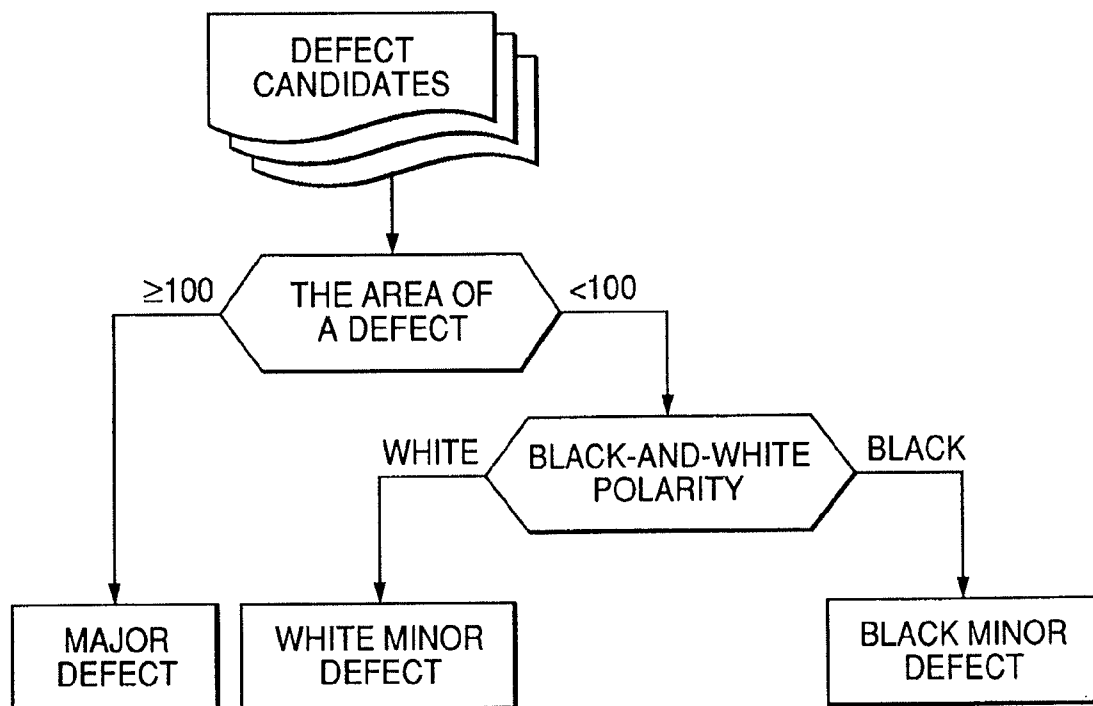 DEFECT
CANDIDATES
≥100
THE AREA OF
A DEFECT
<100
WHITE
BLACK-AND-WHITE
POLARITY
BLACK
MAJOR
DEFECT
WHITE MINOR
DEFECT
BLACK MINOR
DEFECT